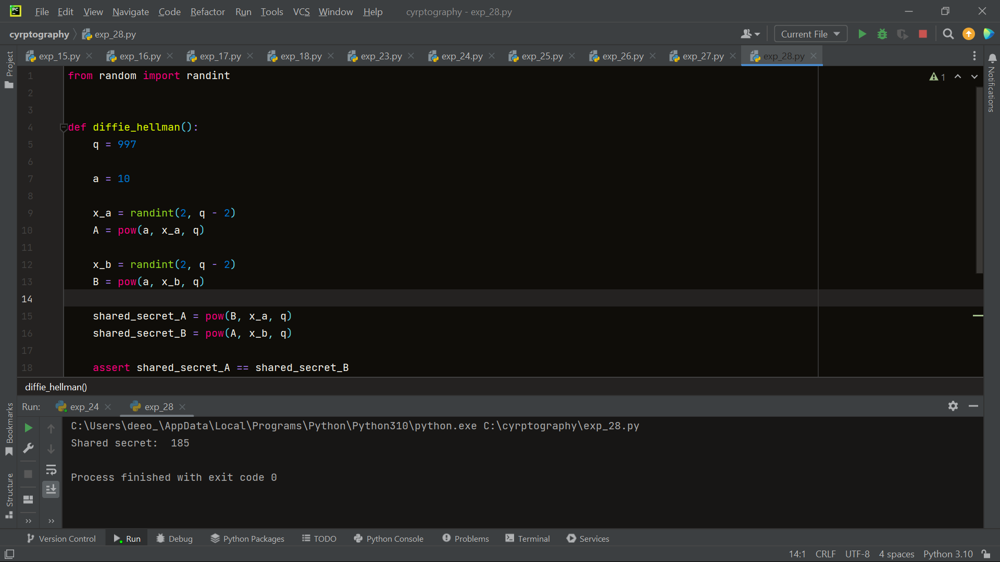 PC File Edit View Navigate Code Refactor Run Tools VCS Window Help cyrptography - exp_28.py
cyrptography exp_28.py Current File
exp_15.py exp_16.py exp_17.py exp_18.py exp_23.py exp_24.py exp_25.py exp_26.py exp_27.py exp_28.py
Project
Notifications
1 from random import randint
1
2
3
4 def diffie_hellman():
5 q = 997
6
7 a = 10
8
9 x_a = randint(2, q - 2)
10 A = pow(a, x_a, q)
11
12 x_b = randint(2, q - 2)
13 B = pow(a, x_b, q)
14
15 shared_secret_A = pow(B, x_a, q)
16 shared_secret_B = pow(A, x_b, q)
17
18 assert shared_secret_A == shared_secret_B
diffie_hellman()
Run: exp_24 exp_28
Bookmarks
Structure
C:\Users\deeo_\AppData\Local\Programs\Python\Python310\python.exe C:\cyrptography\exp_28.py
Shared secret:  185
Process finished with exit code 0
Version Control Run Debug Python Packages TODO Python Console Problems Terminal Services
14:1 CRLF UTF-8 4 spaces Python 3.10